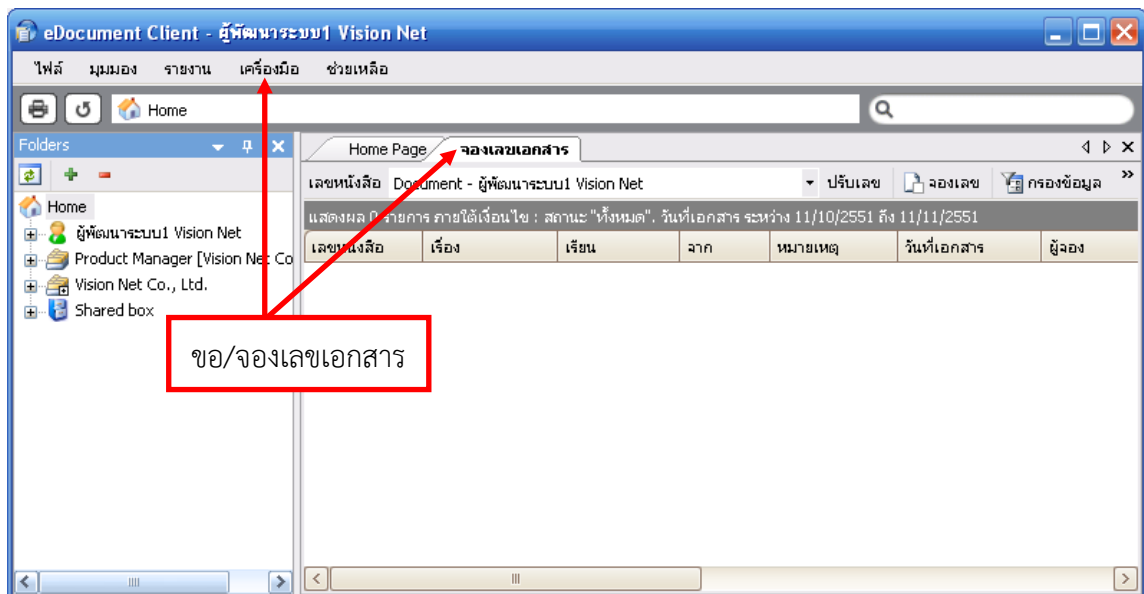 eDocument Client - ผู้พัฒนาระบบ1 Vision Net
ไฟล์ มุมมอง รายงาน เครื่องมือ ช่วยเหลือ
Home
Folders
Home Page จองเลขเอกสาร
เลขหนังสือ Document - ผู้พัฒนาระบบ1 Vision Net ปรับเลข จองเลข กรองข้อมูล »
Home
แสดงผล 0 รายการ ภายใต้เงื่อนไข : สถานะ "ทั้งหมด". วันที่เอกสาร ระหว่าง 11/10/2551 ถึง 11/11/2551
ผู้พัฒนาระบบ1 Vision Net
เลขหนังสือ เรื่อง เรียน จาก หมายเหตุ วันที่เอกสาร ผู้จอง
Product Manager [Vision Net Co
Vision Net Co., Ltd.
Shared box
ขอ/จองเลขเอกสาร